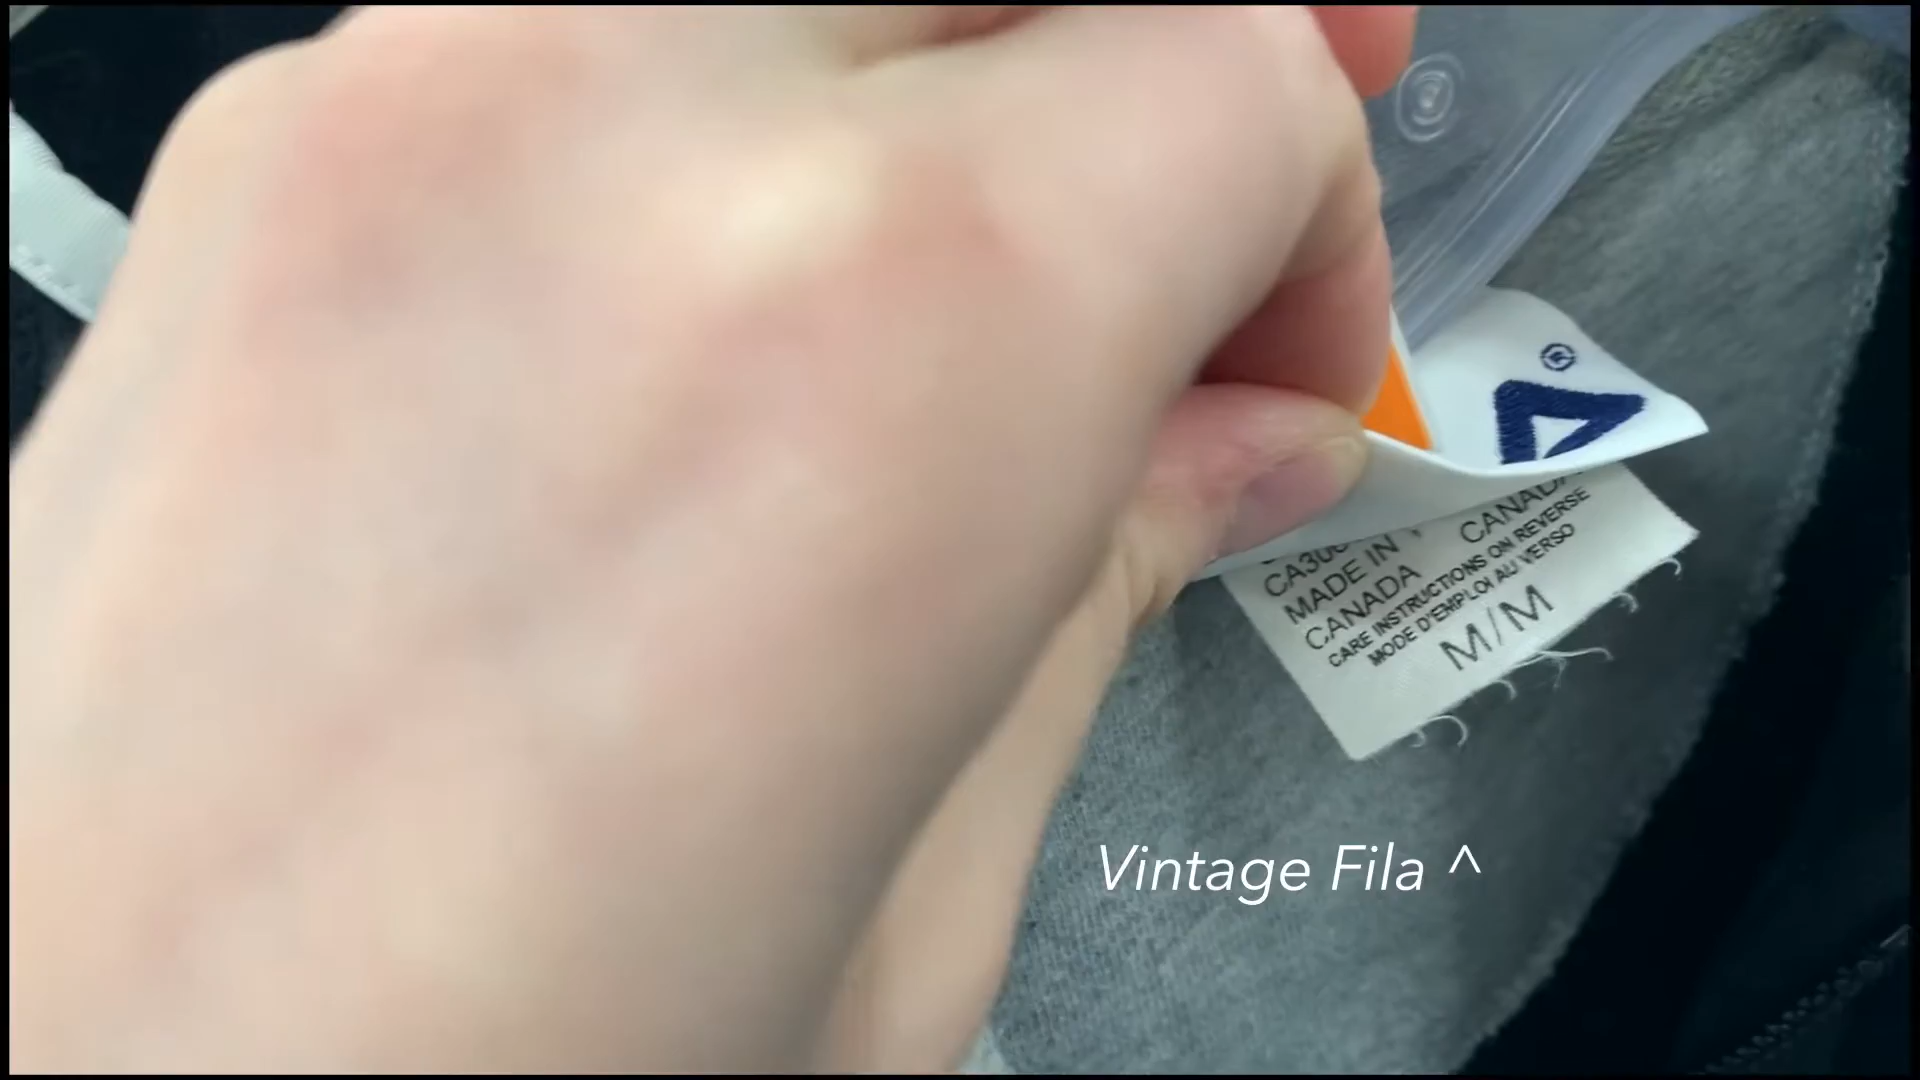 A®
CANADA
MADE IN
CANADA
CARE INSTRUCTIONS ON REVERSE
MODE D'EMPLOI AU VERSO
M/M
Vintage Fila ^